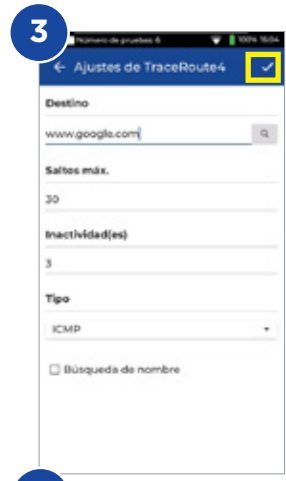 3
Número de pruebas: 6 100% 15:04
Ajustes de TraceRoute4
Destino
www.google.com
Saltos máx.
30
Inactividad(es)
3
Tipo
ICMP
Búsqueda de nombre